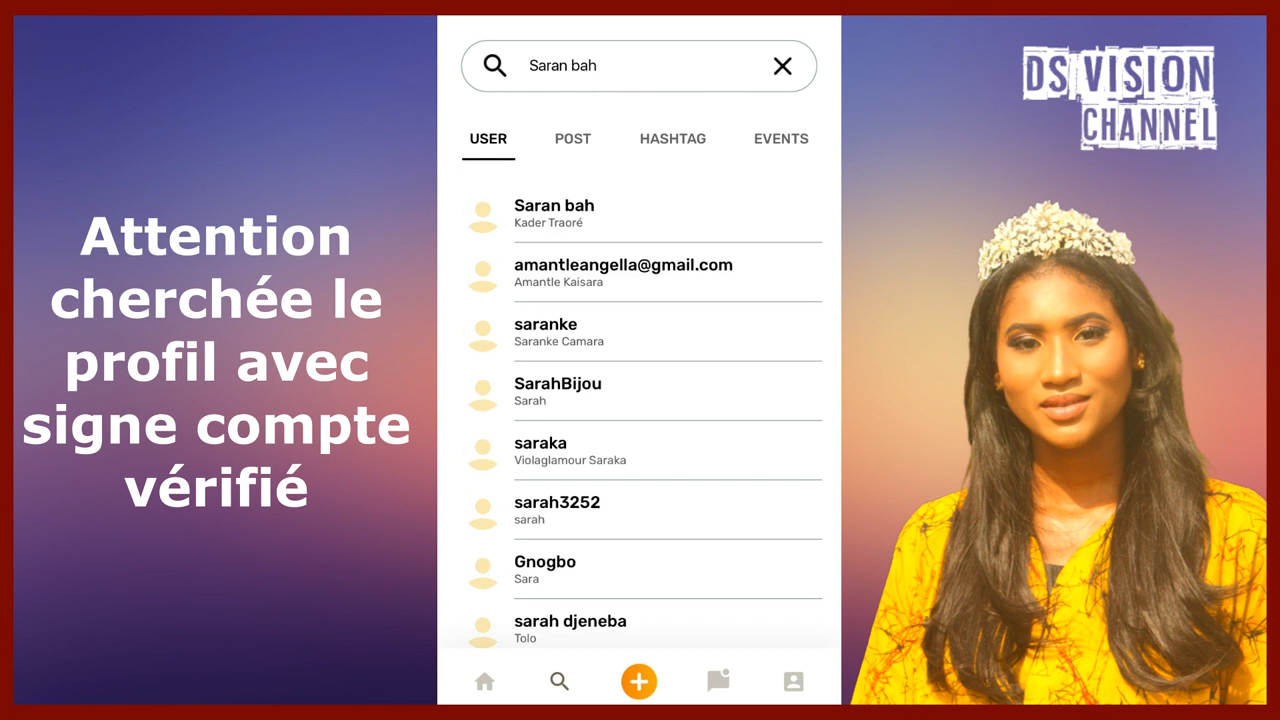 Attention
cherchée le
profil avec
signe compte
vérifié
Saran bah
USER POST HASHTAG EVENTS
Saran bah
Kader Traoré
amantleangella@gmail.com
Amantle Kaisara
saranke
Saranke Camara
SarahBijou
Sarah
saraka
Violaglamour Saraka
sarah3252
sarah
Gnogbo
Sara
sarah djeneba
Tolo
DS VISION
CHANNEL